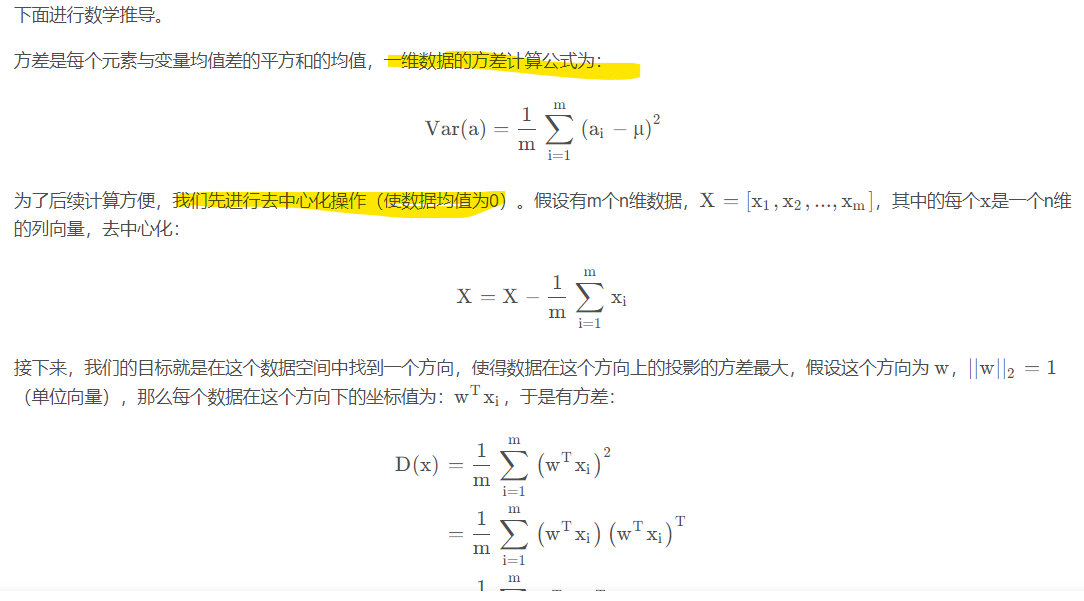 下面进行数学推导。
方差是每个元素与变量均值差的平方和的均值，一维数据的方差计算公式为：
Var(a) = \frac{1}{m} \sum_{i=1}^{m} (a_i − μ)^2
为了后续计算方便，我们先进行去中心化操作（使数据均值为0）。假设有m个n维数据，X = [x_1, x_2, ..., x_m]，其中的每个x是一个n维
的列向量，去中心化：
X = X − \frac{1}{m} \sum_{i=1}^{m} x_i
接下来，我们的目标就是在这个数据空间中找到一个方向，使得数据在这个方向上的投影的方差最大，假设这个方向为 w，||w||_2 = 1
（单位向量），那么每个数据在这个方向下的坐标值为：w^T x_i，于是有方差：
D(x) = \frac{1}{m} \sum_{i=1}^{m} (w^T x_i)^2
= \frac{1}{m} \sum_{i=1}^{m} (w^T x_i) (w^T x_i)^T